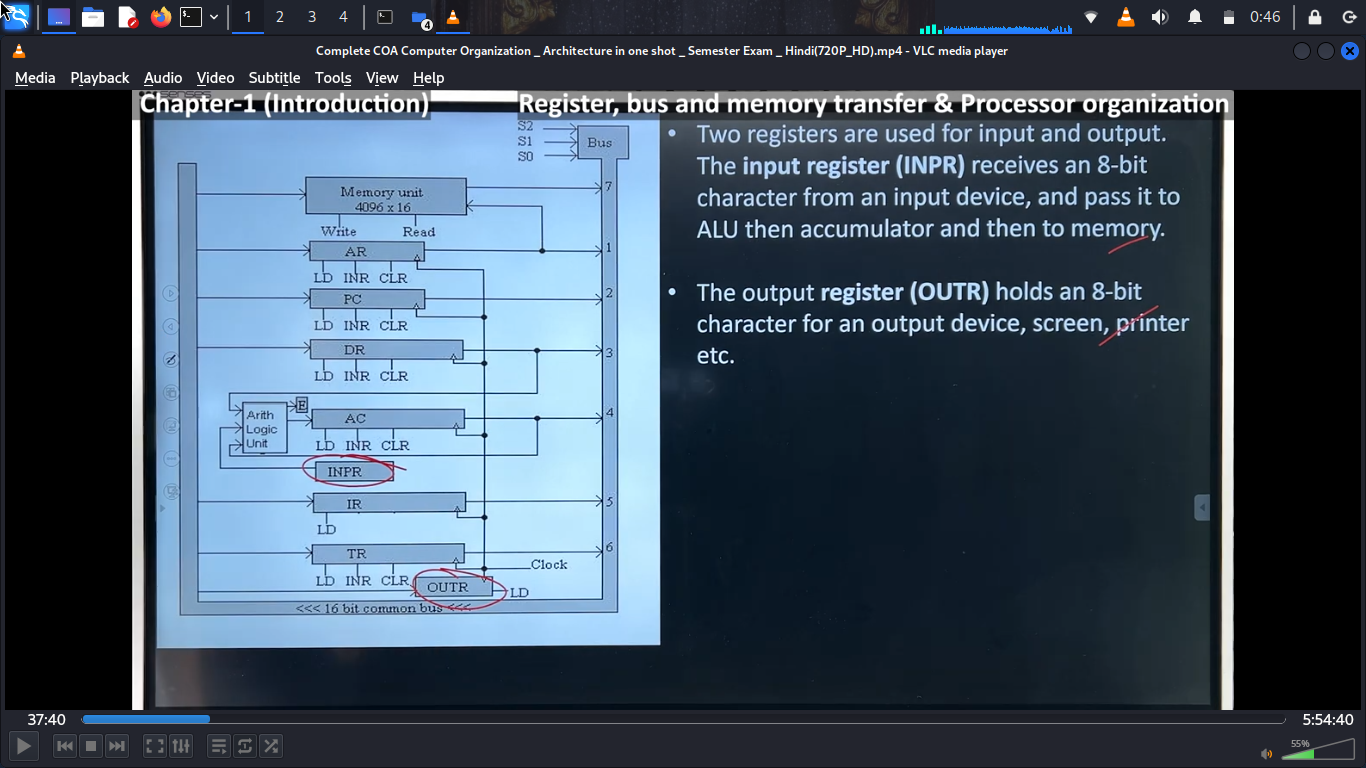 1 2 3 4 4 0:46
Complete COA Computer Organization _ Architecture in one shot _ Semester Exam _ Hindi(720P_HD).mp4 - VLC media player
Media Playback Audio Video Subtitle Tools View Help
Chapter-1 (Introduction) Register, bus and memory transfer & Processor organization
S2
S1
S0
Bus
Memory unit
4096 x 16
7
Write Read
AR
1
LD INR CLR
PC
2
LD INR CLR
DR
3
LD INR CLR
E
Arith
Logic
Unit
AC
4
LD INR CLR
INPR
IR
5
LD
TR
6
Clock
LD INR CLR
OUTR
LD
<<< 16 bit common bus <<<
• Two registers are used for input and output.
The input register (INPR) receives an 8-bit
character from an input device, and pass it to
ALU then accumulator and then to memory.
• The output register (OUTR) holds an 8-bit
character for an output device, screen, printer
etc.
37:40 5:54:40
55%